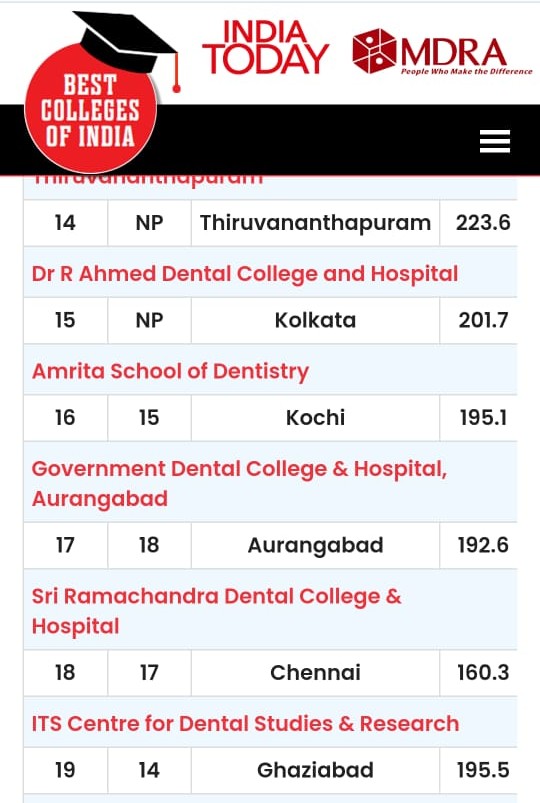 BEST
COLLEGES
OF INDIA
INDIA
TODAY
MDRA
People Who Make the Difference
Thiruvananthapuram
14 NP Thiruvananthapuram 223.6
Dr R Ahmed Dental College and Hospital
15 NP Kolkata 201.7
Amrita School of Dentistry
16 15 Kochi 195.1
Government Dental College & Hospital,
Aurangabad
17 18 Aurangabad 192.6
Sri Ramachandra Dental College &
Hospital
18 17 Chennai 160.3
ITS Centre for Dental Studies & Research
19 14 Ghaziabad 195.5